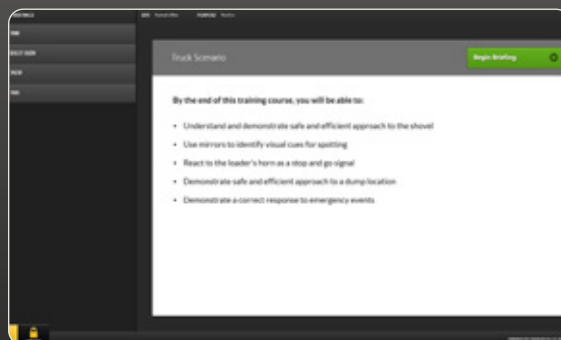 Truck Scenario
Begin Briefing
By the end of this training course, you will be able to:
• Understand and demonstrate safe and efficient approach to the shovel
• Use mirrors to identify visual cues for spotting
• React to the loader's horn as a stop and go signal
• Demonstrate safe and efficient approach to a dump location
• Demonstrate a correct response to emergency events